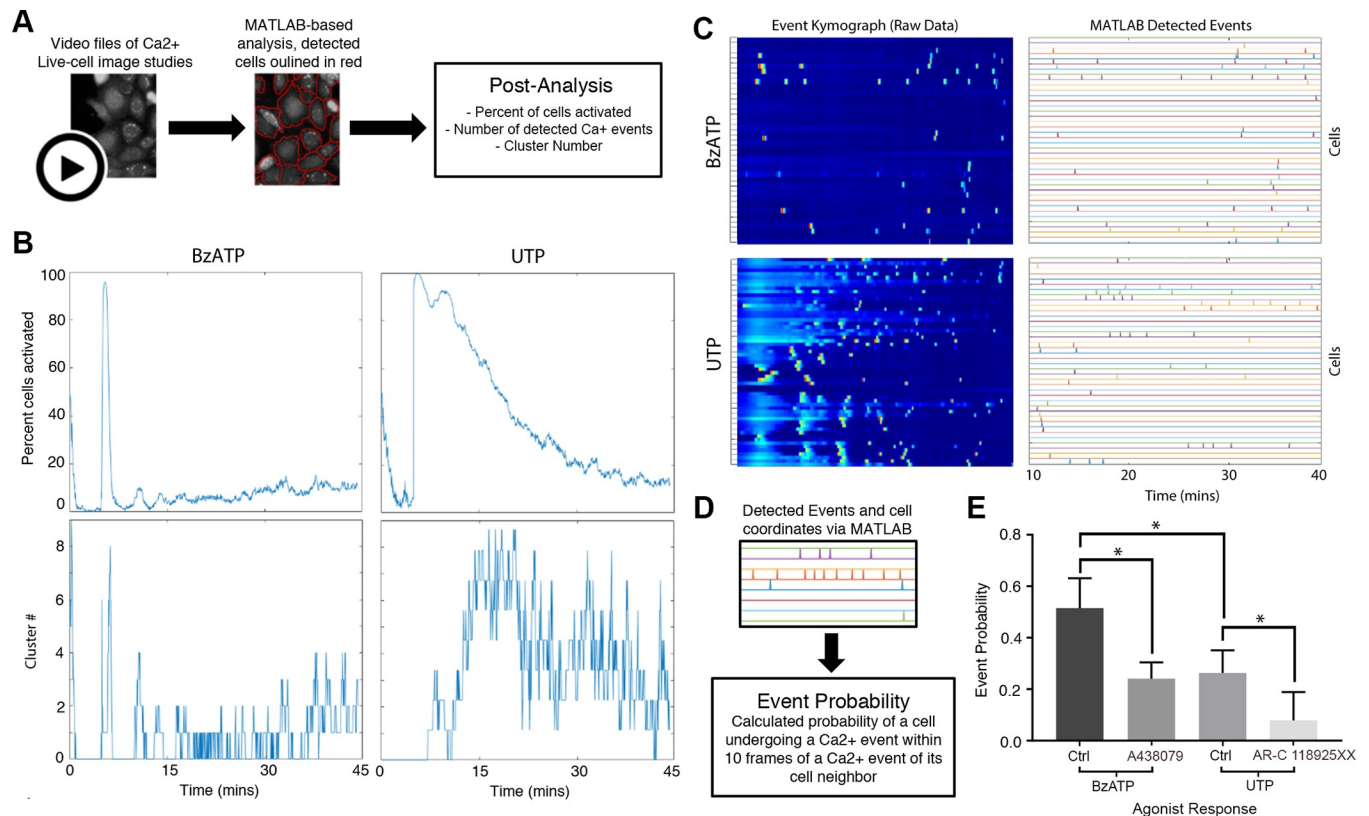 A
Video files of Ca2+
Live-cell image studies
MATLAB-based
analysis, detected
cells oulined in red
Post-Analysis
- Percent of cells activated
- Number of detected Ca+ events
- Cluster Number
B
BzATP
UTP
Percent cells activated
100
80
60
40
20
0
Cluster #
8
6
4
2
0
0
15
30
45
Time (mins)
0
15
30
45
Time (mins)
C
Event Kymograph (Raw Data)
MATLAB Detected Events
BzATP
Cells
UTP
Cells
10
20
30
40
Time (mins)
D
Detected Events and cell
coordinates via MATLAB
Event Probability
Calculated probability of a cell
undergoing a Ca2+ event within
10 frames of a Ca2+ event of its
cell neighbor
E
Event Probability
0.8
0.6
0.4
0.2
0.0
*
*
*
Ctrl
A438079
Ctrl
AR-C 118925XX
BzATP
UTP
Agonist Response